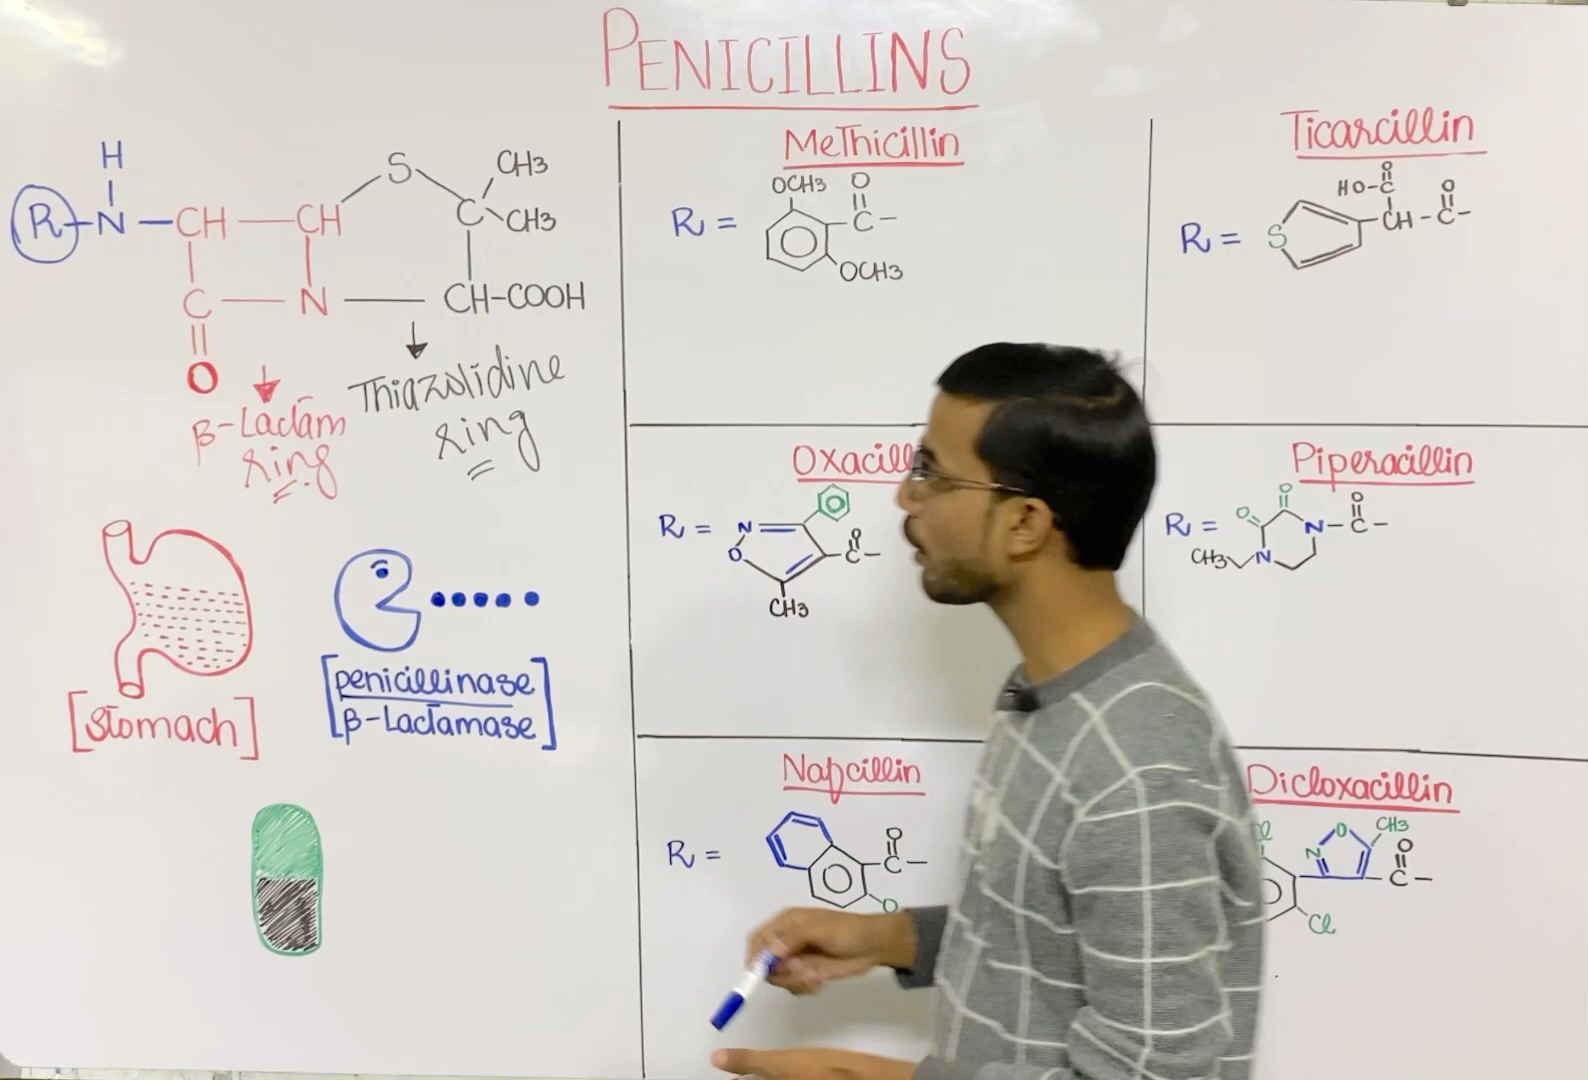 PENICILLINS
H
R-N-CH-CH
S
C
CH3
CH3
C-N-CH-COOH
O
β-Lactam
ring
Thiazolidine
ring
[Stomach]
[penicillinase
β-Lactamase]
Methicillin
R =
OCH3
O
C-
OCH3
Ticarcillin
R =
S
O
HO-C
O
CH-C-
Oxacill
R =
N
O
O
C-
CH3
Piperacillin
R =
O
O
N-C-
O
CH3
N
Nafcillin
R =
O
C-
O
Dicloxacillin
Cl
N
O
CH3
O
C-
Cl